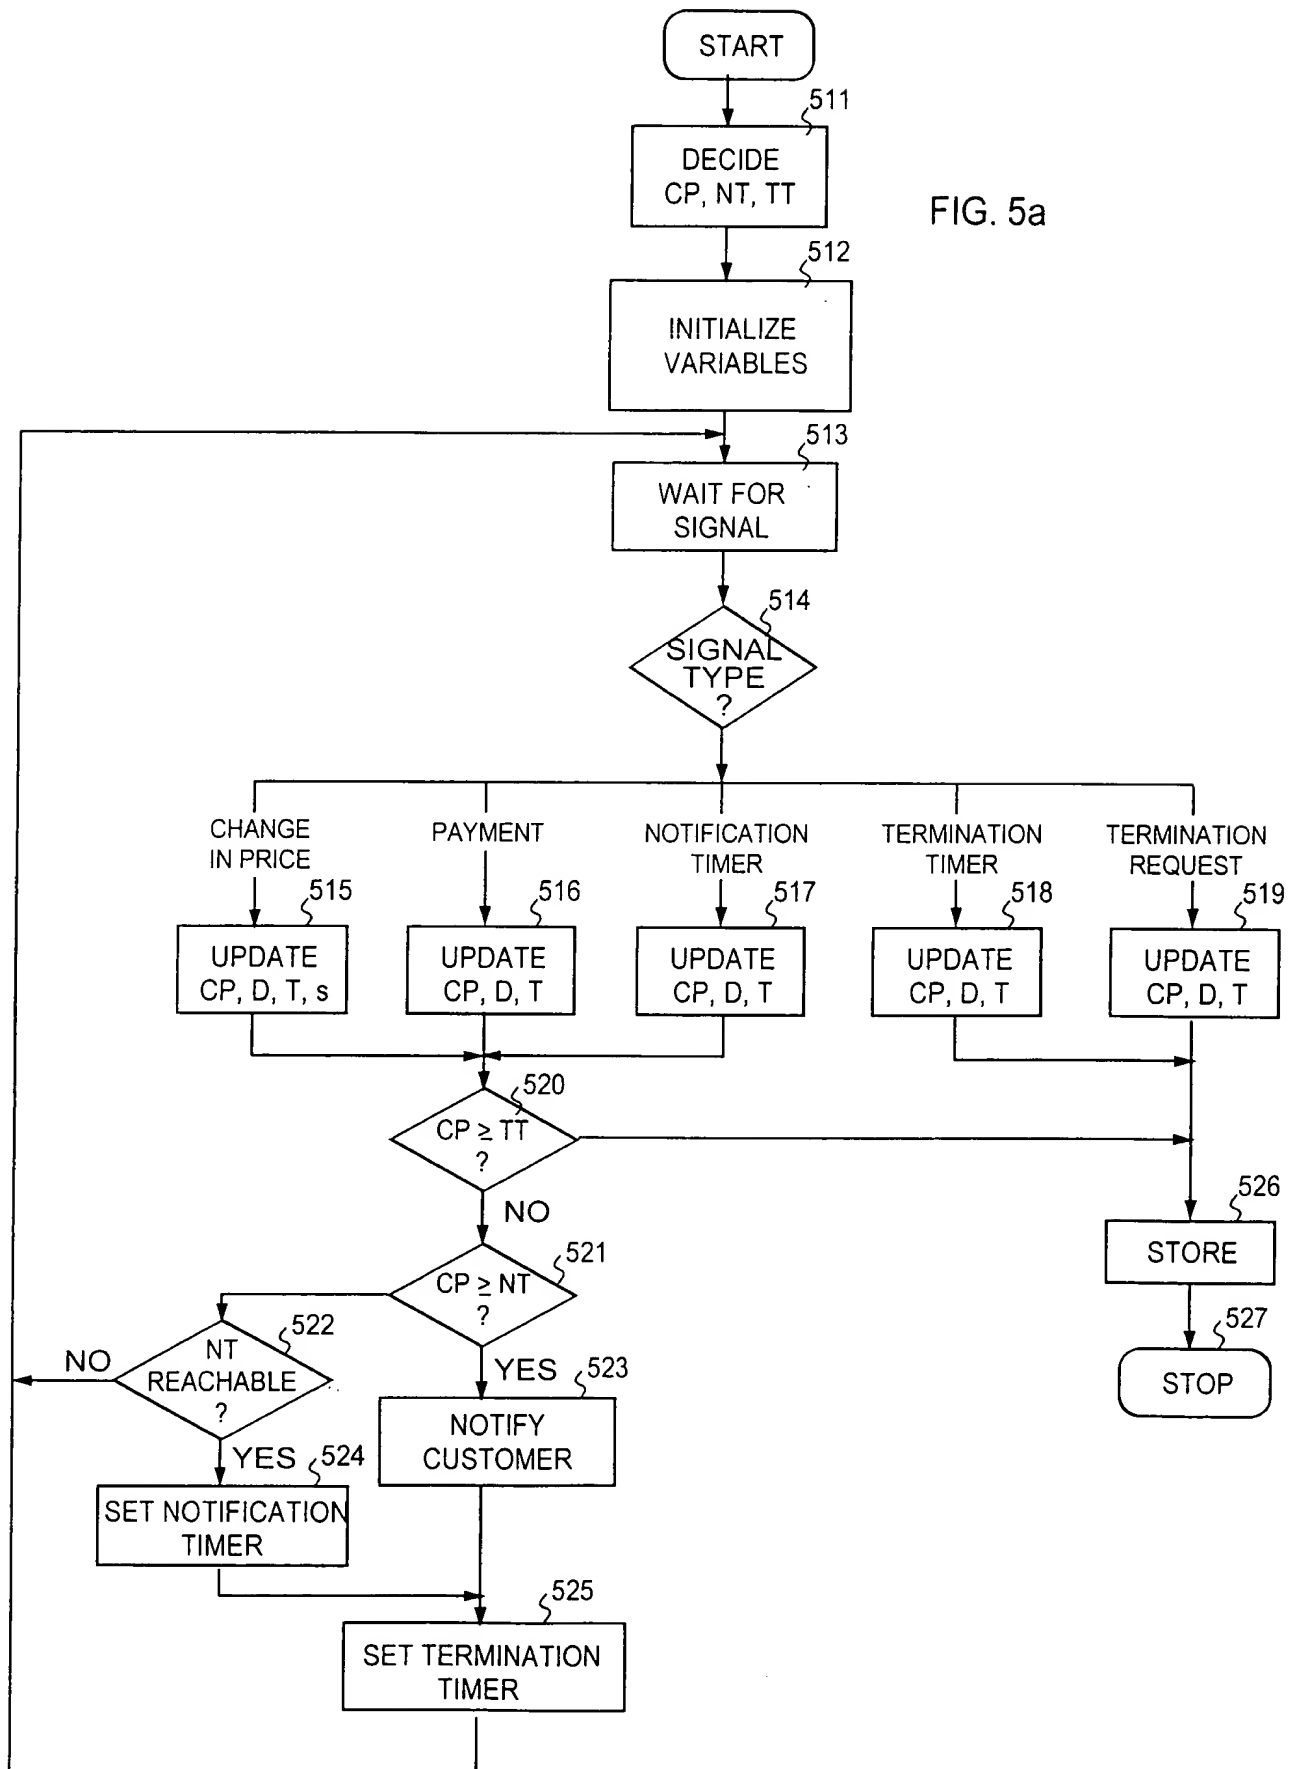 START
511
DECIDE
CP, NT, TT
FIG. 5a
512
INITIALIZE
VARIABLES
513
WAIT FOR
SIGNAL
514
SIGNAL
TYPE
?
CHANGE
IN PRICE
PAYMENT
NOTIFICATION
TIMER
TERMINATION
TIMER
TERMINATION
REQUEST
515
516
517
518
519
UPDATE
CP, D, T, s
UPDATE
CP, D, T
UPDATE
CP, D, T
UPDATE
CP, D, T
UPDATE
CP, D, T
520
CP ≥ TT
?
NO
526
STORE
521
CP ≥ NT
?
527
STOP
522
NT
REACHABLE
?
NO
YES
523
NOTIFY
CUSTOMER
YES
524
SET NOTIFICATION
TIMER
525
SET TERMINATION
TIMER